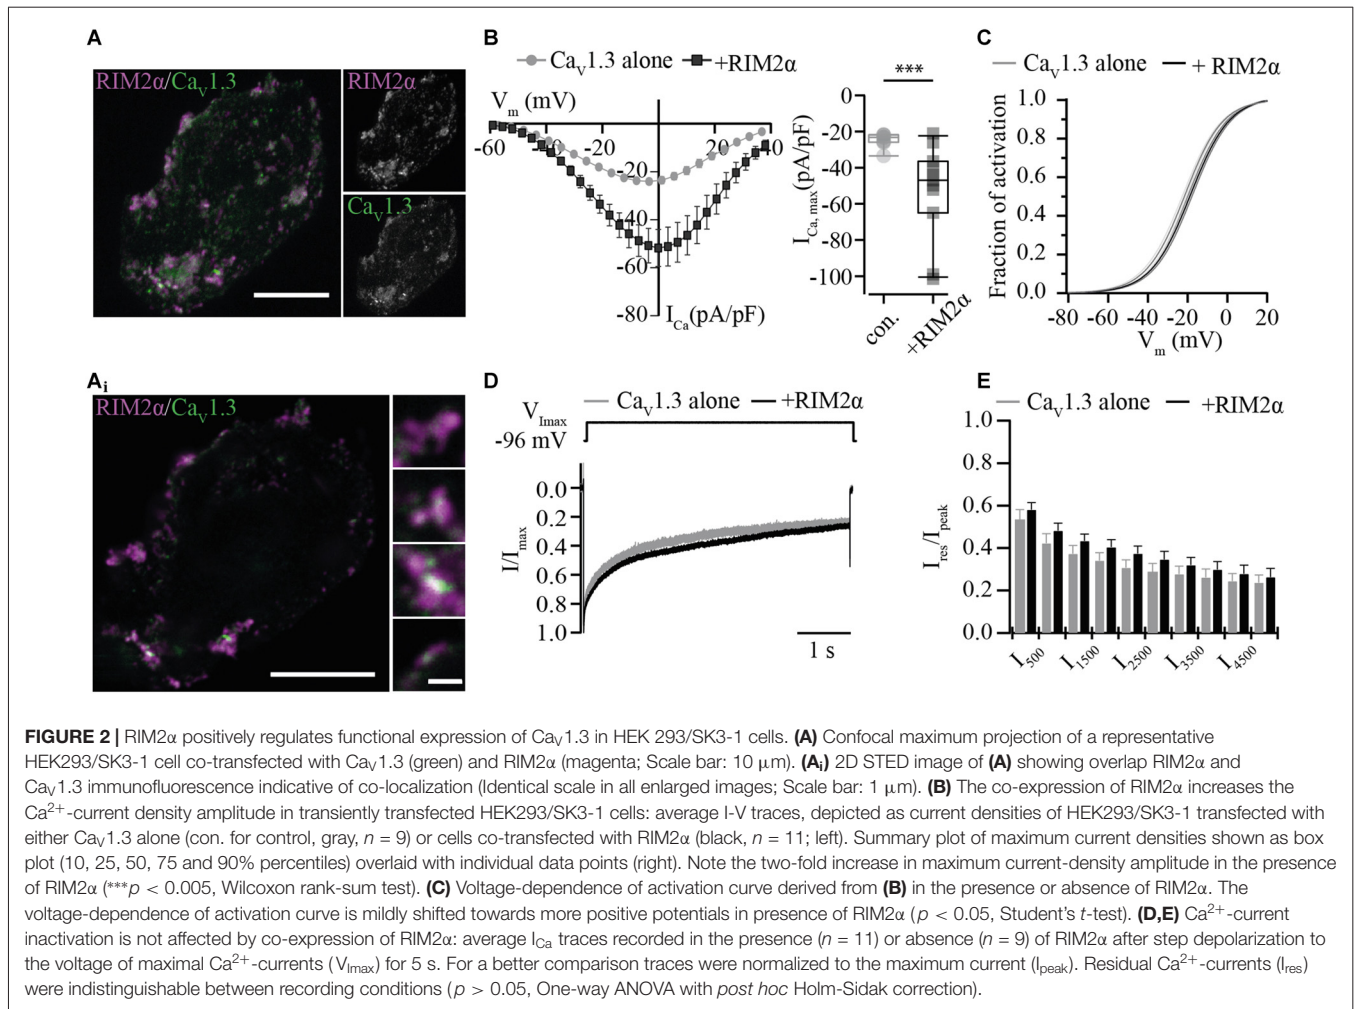 A
RIM2α/CaV1.3
RIM2α
CaV1.3
B
CaV1.3 alone
+RIM2α
Vm (mV)
-60
-40
-20
20
40
-20
-40
-60
-80
ICa(pA/pF)
***
ICa, max(pA/pF)
0
-20
-40
-60
-80
-100
con.
+RIM2α
C
CaV1.3 alone
+ RIM2α
Fraction of activation
1.0
0.8
0.6
0.4
0.2
0.0
-80 -60 -40 -20 0 20
Vm (mV)
Ai
RIM2α/CaV1.3
D
CaV1.3 alone
+RIM2α
VImax
-96 mV
I/Imax
0.0
0.2
0.4
0.6
0.8
1.0
1 s
E
CaV1.3 alone
+RIM2α
Ires/Ipeak
1.0
0.8
0.6
0.4
0.2
0.0
I500
I1500
I2500
I3500
I4500
FIGURE 2 | RIM2α positively regulates functional expression of CaV1.3 in HEK 293/SK3-1 cells. (A) Confocal maximum projection of a representative
HEK293/SK3-1 cell co-transfected with CaV1.3 (green) and RIM2α (magenta; Scale bar: 10 μm). (Ai) 2D STED image of (A) showing overlap RIM2α and
CaV1.3 immunofluorescence indicative of co-localization (Identical scale in all enlarged images; Scale bar: 1 μm). (B) The co-expression of RIM2α increases the
Ca2+-current density amplitude in transiently transfected HEK293/SK3-1 cells: average I-V traces, depicted as current densities of HEK293/SK3-1 transfected with
either CaV1.3 alone (con. for control, gray, n = 9) or cells co-transfected with RIM2α (black, n = 11; left). Summary plot of maximum current densities shown as box
plot (10, 25, 50, 75 and 90% percentiles) overlaid with individual data points (right). Note the two-fold increase in maximum current-density amplitude in the presence
of RIM2α (***p < 0.005, Wilcoxon rank-sum test). (C) Voltage-dependence of activation curve derived from (B) in the presence or absence of RIM2α. The
voltage-dependence of activation curve is mildly shifted towards more positive potentials in presence of RIM2α (p < 0.05, Student’s t-test). (D,E) Ca2+-current
inactivation is not affected by co-expression of RIM2α: average ICa traces recorded in the presence (n = 11) or absence (n = 9) of RIM2α after step depolarization to
the voltage of maximal Ca2+-currents (VImax) for 5 s. For a better comparison traces were normalized to the maximum current (Ipeak). Residual Ca2+-currents (Ires)
were indistinguishable between recording conditions (p > 0.05, One-way ANOVA with post hoc Holm-Sidak correction).